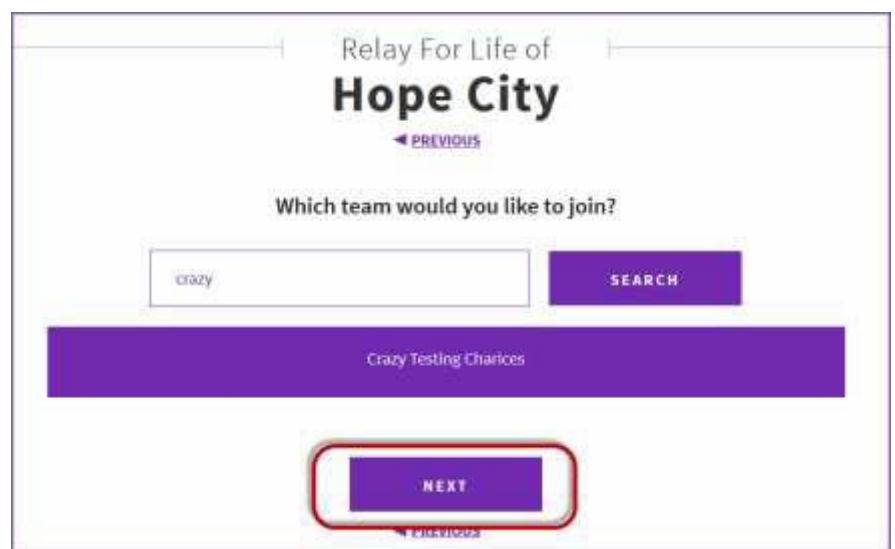 Relay For Life of
Hope City
◄ PREVIOUS
Which team would you like to join?
crazy
SEARCH
Crazy Testing Charices
NEXT
◄ PREVIOUS